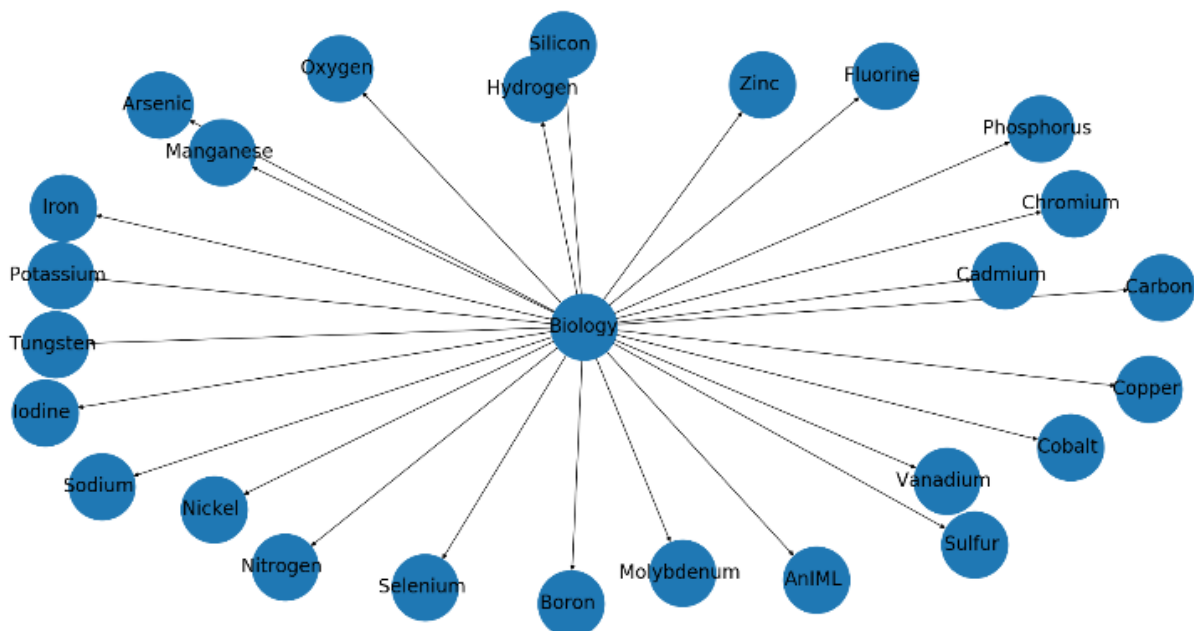 Silicon
Oxygen
Fluorine
Zinc
Hydrogen
Arsenic
Phosphorus
Manganese
Chromium
Iron
Potassium
Cadmium
Carbon
Biology
Tungsten
Copper
Iodine
Cobalt
Vanadium
Sodium
Nickel
Sulfur
Nitrogen
Molybdenum
AnIML
Selenium
Boron